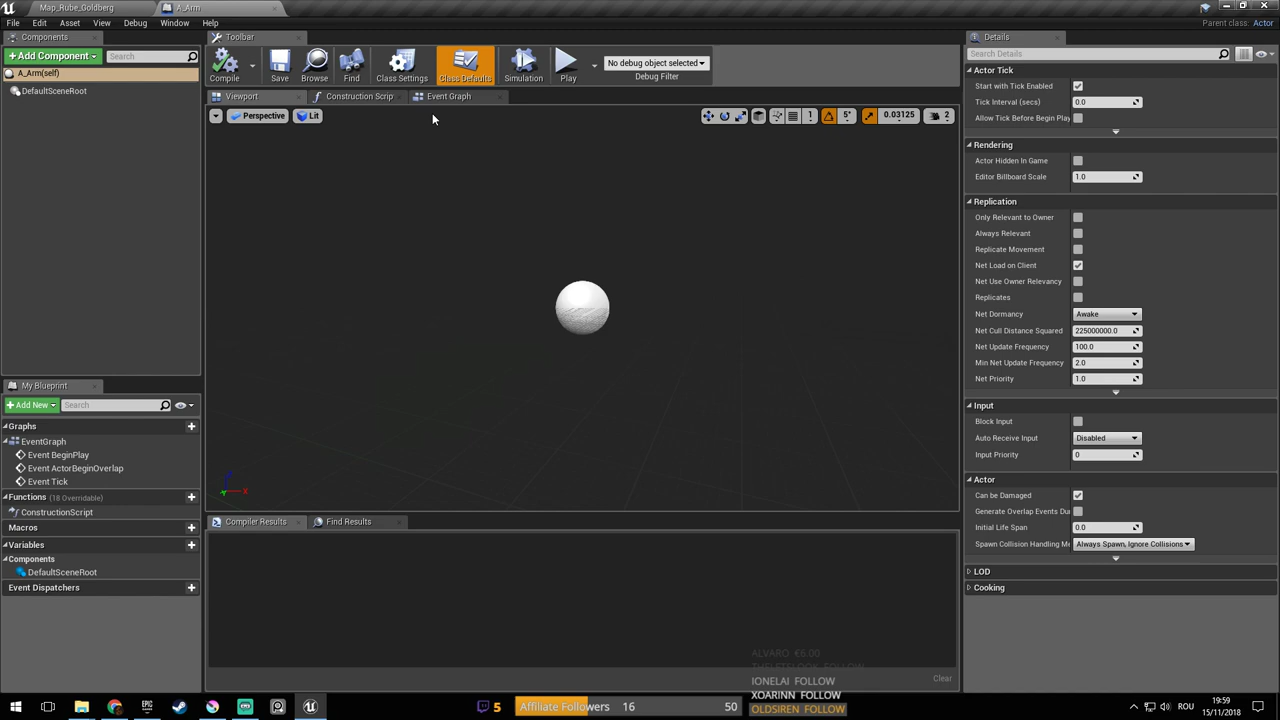 Map_Rube_Goldberg
A_Arm
File Edit Asset View Debug Window Help
Parent class: Actor
Components
Toolbar
Details
+Add Component
Search
Search Details
A_Arm(self)
DefaultSceneRoot
Compile Save Browse Find Class Settings Class Defaults Simulation Play
No debug object selected
Debug Filter
Viewport
Construction Scrip
Event Graph
Perspective
Lit
1
5°
0.03125
2
Actor Tick
Start with Tick Enabled
Tick Interval (secs) 0.0
Allow Tick Before Begin Play
Rendering
Actor Hidden In Game
Editor Billboard Scale 1.0
Replication
Only Relevant to Owner
Always Relevant
Replicate Movement
Net Load on Client
Net Use Owner Relevancy
Replicates
Net Dormancy Awake
Net Cull Distance Squared 225000000.0
Net Update Frequency 100.0
Min Net Update Frequency 2.0
Net Priority 1.0
Input
Block Input
Auto Receive Input Disabled
Input Priority 0
Actor
Can be Damaged
Generate Overlap Events Du
Initial Life Span 0.0
Spawn Collision Handling Me Always Spawn, Ignore Collisions
LOD
Cooking
My Blueprint
+Add New
Search
Graphs
EventGraph
Event BeginPlay
Event ActorBeginOverlap
Event Tick
Functions (18 Overridable)
ConstructionScript
Macros
Variables
Components
DefaultSceneRoot
Event Dispatchers
X
Compiler Results
Find Results
Clear
ALVARO €6.00
THELETSLOOK FOLLOW
IONELAI FOLLOW
XOARINN FOLLOW
OLDSIREN FOLLOW
5
Affiliate Followers 16 50
ROU
19:59
15/11/2018